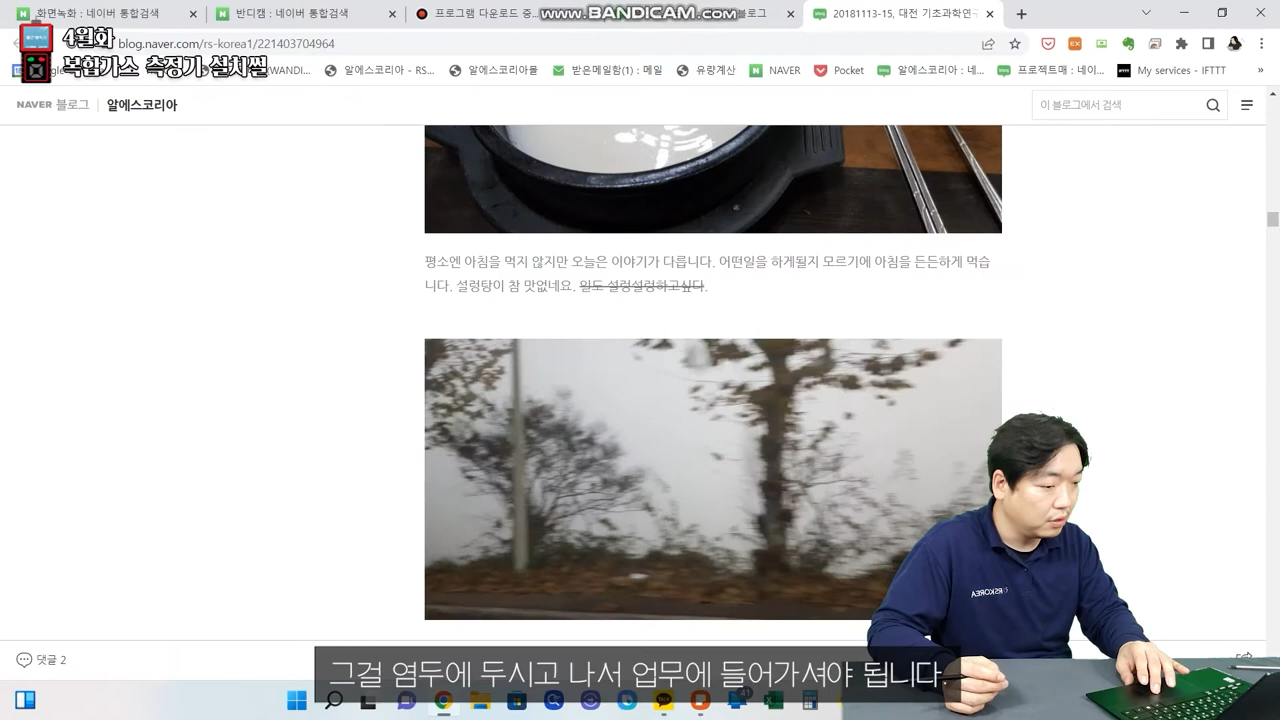 화면녹화 : 네이버 통합검색
반디캠 : 네이버 통합검색
프로그램 다운로드 중..
블로그
20181113-15, 대전 기초과학연구
WWW.BANDICAM.COM
4월화
복합가스 측정기 설치썰
blog.naver.com/rs-korea1/221403704964
알에스코리아 - Rs...
받은메일함(1) : 메일
유량계산..
NAVER
Pocket
알에스코리아 : 네...
프로젝트매 : 네이...
My services - IFTTT
»
NAVER 블로그
알에스코리아
이 블로그에서 검색
평소엔 아침을 먹지 않지만 오늘은 이야기가 다릅니다. 어떤일을 하게될지 모르기에 아침을 든든하게 먹습
니다. 설렁탕이 참 맛없네요. 일도 설렁설렁하고싶다.
RSKOREA
댓글 2
그걸 염두에 두시고 나서 업무에 들어가셔야 됩니다.
TALK
41